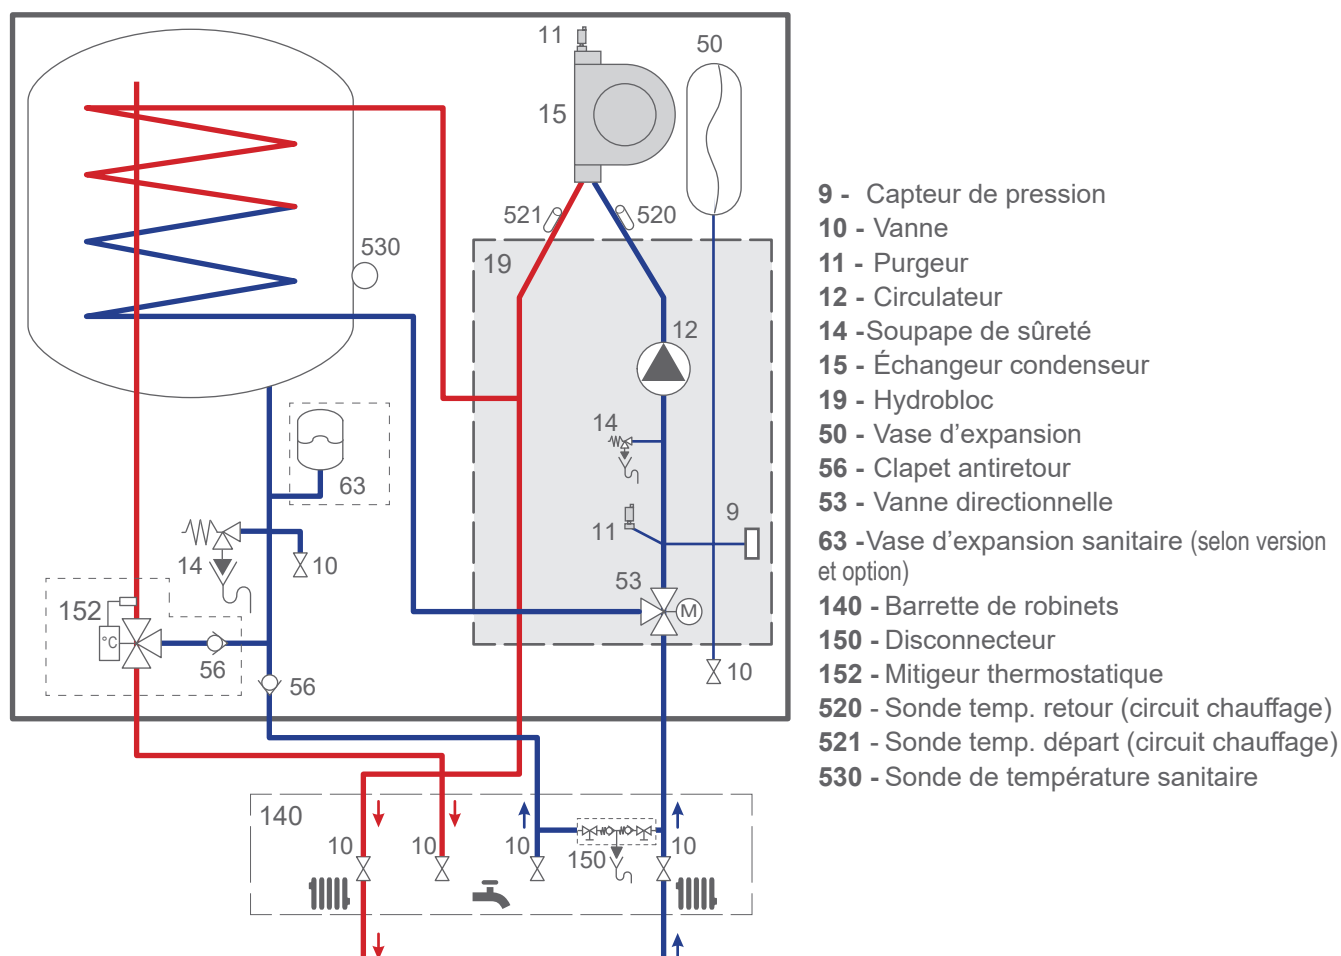 11
50
15
521
520
530
19
12
14
63
9
11
14
10
53
M
152
°C
56
10
56
140
10
10
10
150
10
9 - Capteur de pression
10 - Vanne
11 - Purgeur
12 - Circulateur
14 -Soupape de sûreté
15 - Échangeur condenseur
19 - Hydrobloc
50 - Vase d'expansion
56 - Clapet antiretour
53 - Vanne directionnelle
63 -Vase d'expansion sanitaire (selon version
et option)
140 - Barrette de robinets
150 - Disconnecteur
152 - Mitigeur thermostatique
520 - Sonde temp. retour (circuit chauffage)
521 - Sonde temp. départ (circuit chauffage)
530 - Sonde de température sanitaire